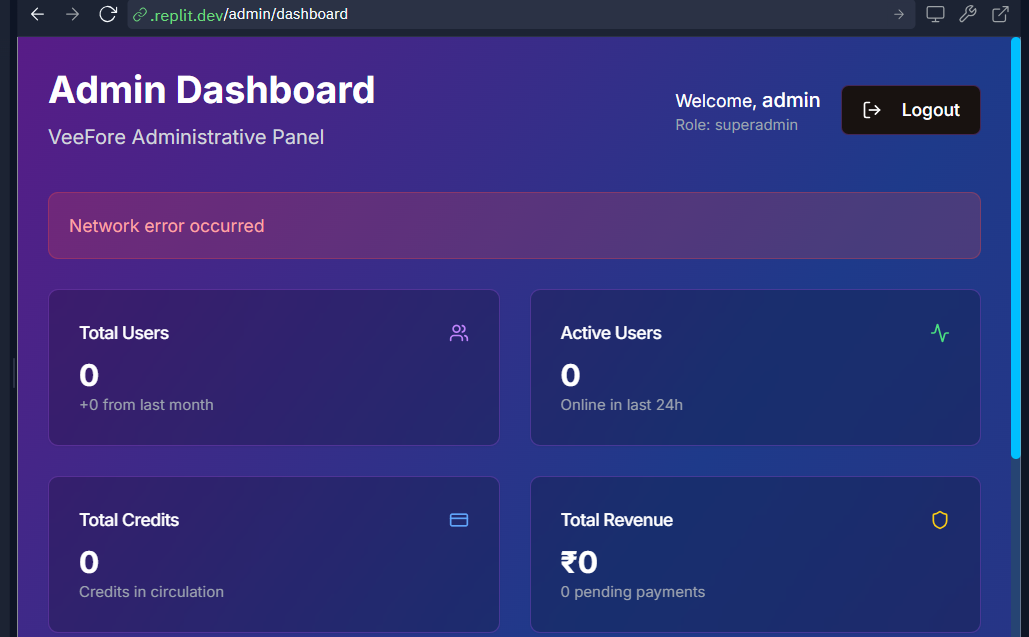 .replit.dev/admin/dashboard
Admin Dashboard
VeeFore Administrative Panel
Welcome, admin
Role: superadmin
Logout
Network error occurred
Total Users
0
+0 from last month
Active Users
0
Online in last 24h
Total Credits
0
Credits in circulation
Total Revenue
₹0
0 pending payments